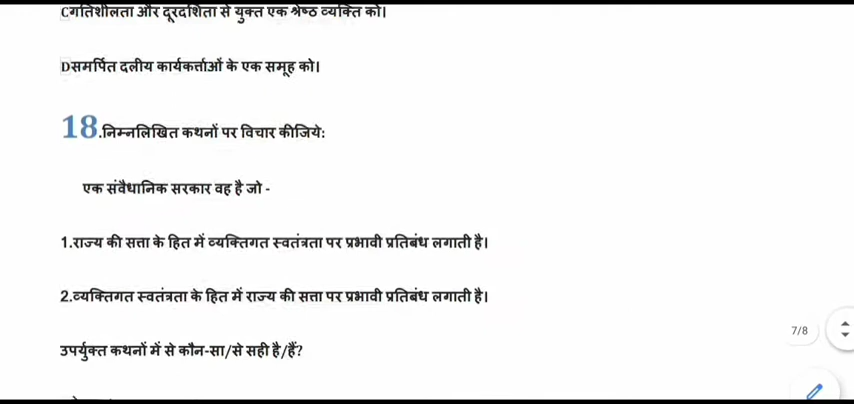 Cगतिशीलता और दूरदर्शिता से युक्त एक श्रेष्ठ व्यक्ति को।
Dसमर्पित दलीय कार्यकर्त्ताओं के एक समूह को।
18.निम्नलिखित कथनों पर विचार कीजिये:
एक संवैधानिक सरकार वह है जो -
1.राज्य की सत्ता के हित में व्यक्तिगत स्वतंत्रता पर प्रभावी प्रतिबंध लगाती है।
2.व्यक्तिगत स्वतंत्रता के हित में राज्य की सत्ता पर प्रभावी प्रतिबंध लगाती है।
7/8
उपर्युक्त कथनों में से कौन-सा/से सही है/हैं?